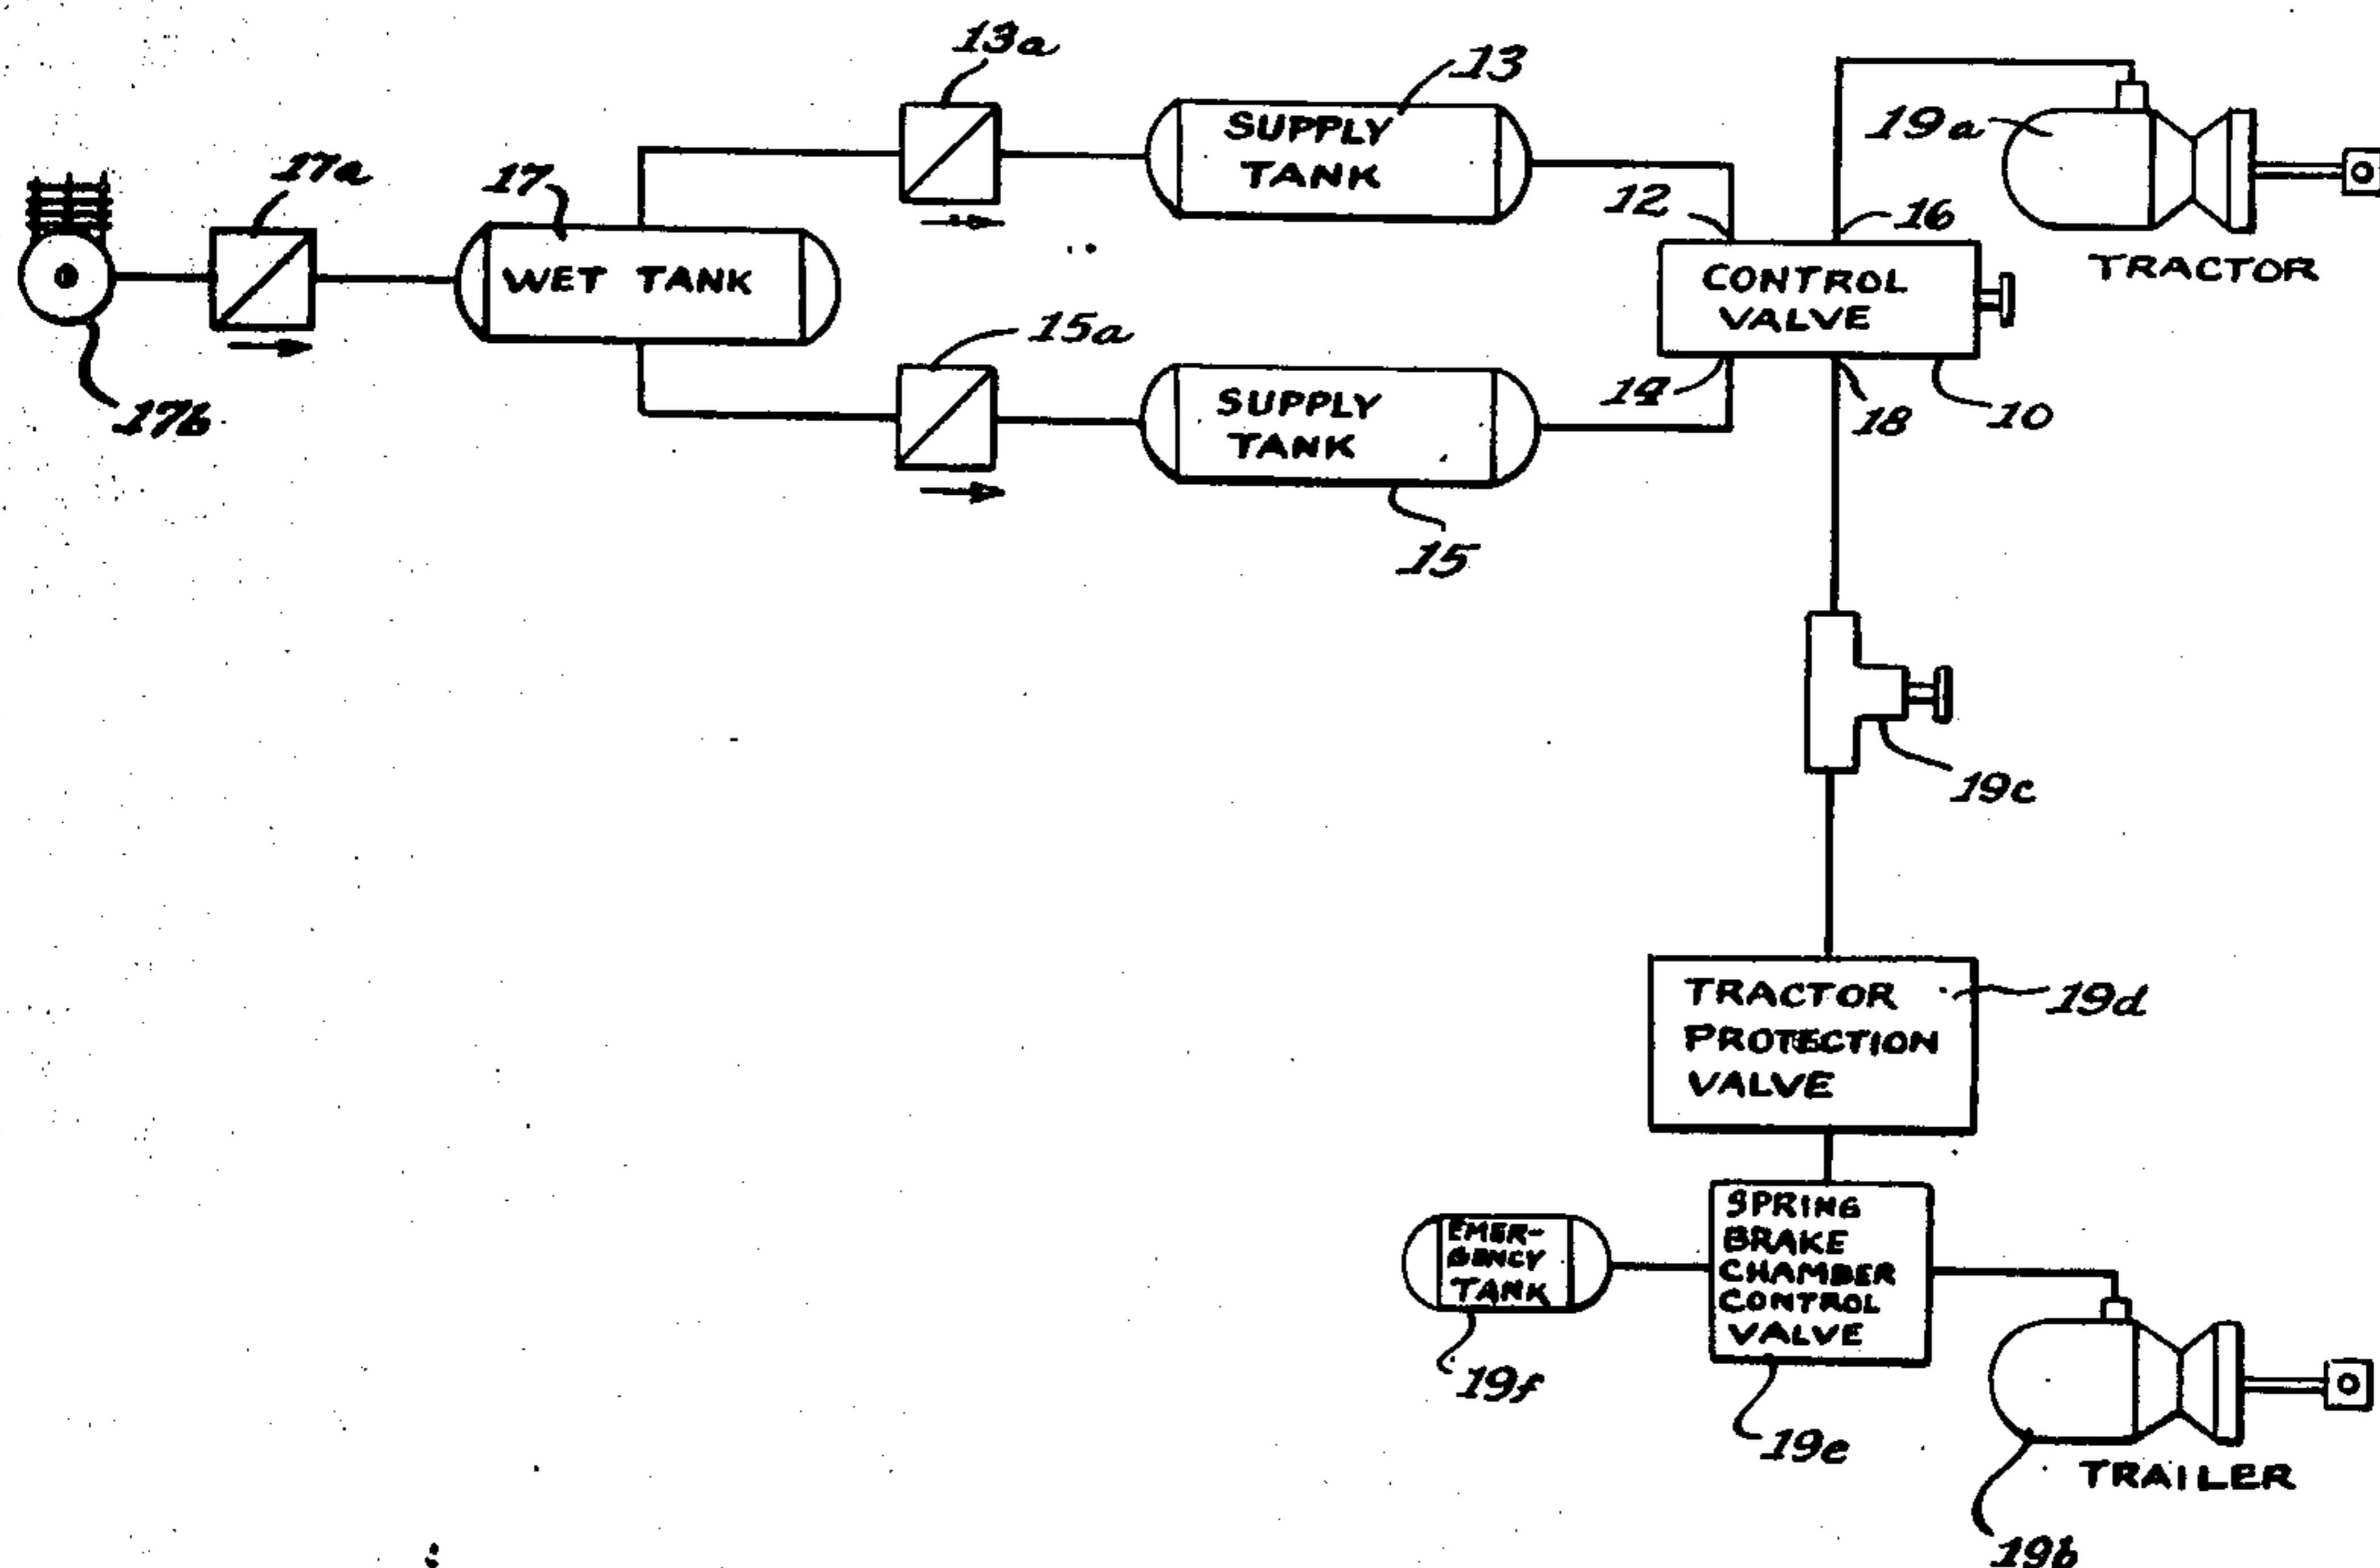 13a
13
17a
17
SUPPLY
TANK
19a
12
16
WET TANK
CONTROL
VALVE
TRACTOR
15a
17b
SUPPLY
TANK
14
18
10
15
19c
TRACTOR
PROTECTION
VALVE
19d
EMER-
GENCY
TANK
SPRING
BRAKE
CHAMBER
CONTROL
VALVE
19f
19e
TRAILER
19b